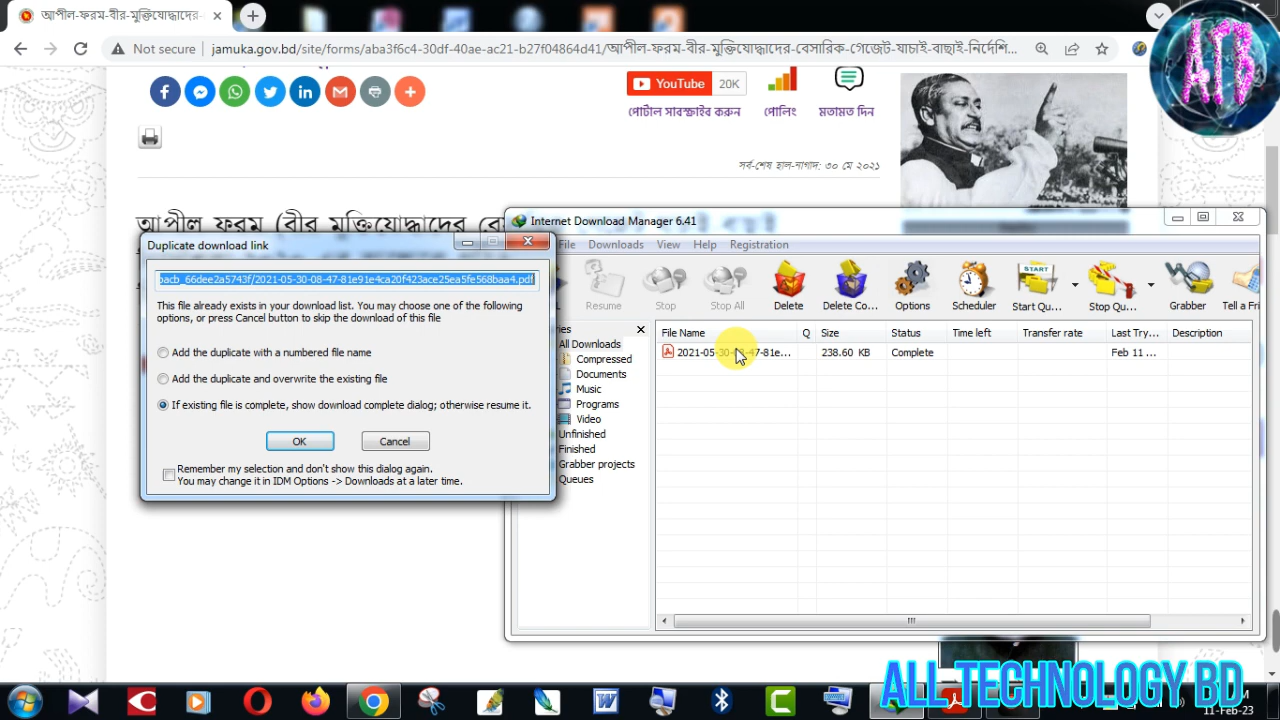 আপীল-ফরম-বীর-মুক্তিযোদ্ধাদের-
Not secure
jamuka.gov.bd/site/forms/aba3f6c4-30df-40ae-ac21-b27f04864d41/আপীল-ফরম-বীর-মুক্তিযোদ্ধাদের-বেসারিক-গেজেট-যাচাই-বাছাই-নির্দেশি...
YouTube 20K
পোর্টাল সাবস্ক্রাইব করুন
পোলিং
মতামত দিন
সর্ব-শেষ হাল-নাগাদ: ৩০ মে ২০২১
আপীল ফরম (বীর মুক্তিযোদ্ধাদের
Internet Download Manager 6.41
File Downloads View Help Registration
Resume Stop Stop All Delete Delete Co... Options Scheduler Start Qu... Stop Qu... Grabber Tell a Fri
All Downloads
Compressed
Documents
Music
Programs
Video
Unfinished
Finished
Grabber projects
Queues
File Name Q Size Status Time left Transfer rate Last Try... Description
238.60 KB Complete Feb 11 ...
Duplicate download link
bacb_66dee2a5743f/2021-05-30-08-47-81e91e4ca20f423ace25ea5fe568baa4.pdf
This file already exists in your download list. You may choose one of the following
options, or press Cancel button to skip the download of this file
Add the duplicate with a numbered file name
Add the duplicate and overwrite the existing file
If existing file is complete, show download complete dialog; otherwise resume it.
OK
Cancel
Remember my selection and don't show this dialog again.
You may change it in IDM Options -> Downloads at a later time.
ALL TECHNOLOGY BD
11-Feb-23